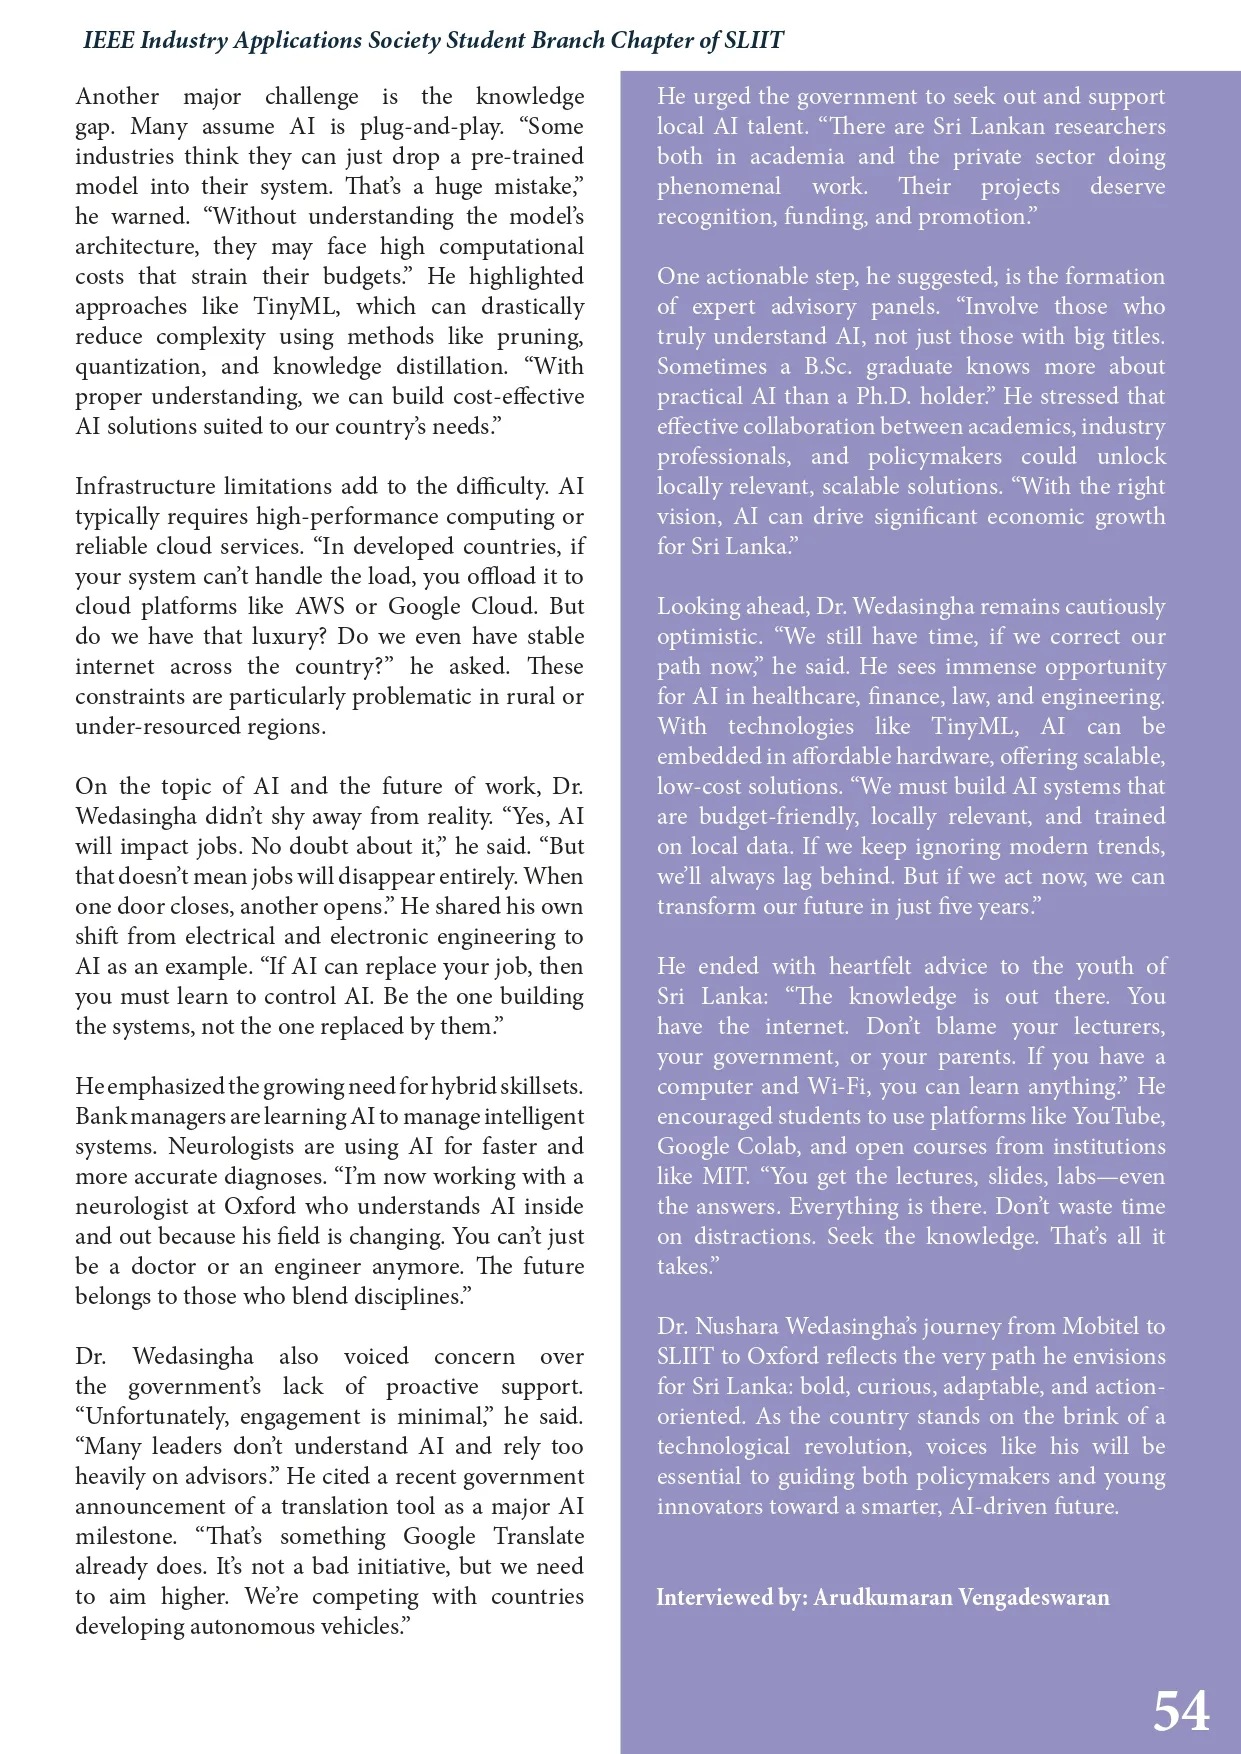 IEEE Industry Applications Society Student Branch Chapter of SLIIT
Another major challenge is the knowledge
gap. Many assume AI is plug-and-play. “Some
industries think they can just drop a pre-trained
model into their system. That’s a huge mistake,”
he warned. “Without understanding the model’s
architecture, they may face high computational
costs that strain their budgets.” He highlighted
approaches like TinyML, which can drastically
reduce complexity using methods like pruning,
quantization, and knowledge distillation. “With
proper understanding, we can build cost-effective
AI solutions suited to our country’s needs.”
Infrastructure limitations add to the difficulty. AI
typically requires high-performance computing or
reliable cloud services. “In developed countries, if
your system can’t handle the load, you offload it to
cloud platforms like AWS or Google Cloud. But
do we have that luxury? Do we even have stable
internet across the country?” he asked. These
constraints are particularly problematic in rural or
under-resourced regions.
On the topic of AI and the future of work, Dr.
Wedasingha didn’t shy away from reality. “Yes, AI
will impact jobs. No doubt about it,” he said. “But
that doesn’t mean jobs will disappear entirely. When
one door closes, another opens.” He shared his own
shift from electrical and electronic engineering to
AI as an example. “If AI can replace your job, then
you must learn to control AI. Be the one building
the systems, not the one replaced by them.”
He emphasized the growing need for hybrid skillsets.
Bank managers are learning AI to manage intelligent
systems. Neurologists are using AI for faster and
more accurate diagnoses. “I’m now working with a
neurologist at Oxford who understands AI inside
and out because his field is changing. You can’t just
be a doctor or an engineer anymore. The future
belongs to those who blend disciplines.”
Dr. Wedasingha also voiced concern over
the government’s lack of proactive support.
“Unfortunately, engagement is minimal,” he said.
“Many leaders don’t understand AI and rely too
heavily on advisors.” He cited a recent government
announcement of a translation tool as a major AI
milestone. “That’s something Google Translate
already does. It’s not a bad initiative, but we need
to aim higher. We’re competing with countries
developing autonomous vehicles.”
He urged the government to seek out and support
local AI talent. “There are Sri Lankan researchers
both in academia and the private sector doing
phenomenal work. Their projects deserve
recognition, funding, and promotion.”
One actionable step, he suggested, is the formation
of expert advisory panels. “Involve those who
truly understand AI, not just those with big titles.
Sometimes a B.Sc. graduate knows more about
practical AI than a Ph.D. holder.” He stressed that
effective collaboration between academics, industry
professionals, and policymakers could unlock
locally relevant, scalable solutions. “With the right
vision, AI can drive significant economic growth
for Sri Lanka.”
Looking ahead, Dr. Wedasingha remains cautiously
optimistic. “We still have time, if we correct our
path now,” he said. He sees immense opportunity
for AI in healthcare, finance, law, and engineering.
With technologies like TinyML, AI can be
embedded in affordable hardware, offering scalable,
low-cost solutions. “We must build AI systems that
are budget-friendly, locally relevant, and trained
on local data. If we keep ignoring modern trends,
we’ll always lag behind. But if we act now, we can
transform our future in just five years.”
He ended with heartfelt advice to the youth of
Sri Lanka: “The knowledge is out there. You
have the internet. Don’t blame your lecturers,
your government, or your parents. If you have a
computer and Wi-Fi, you can learn anything.” He
encouraged students to use platforms like YouTube,
Google Colab, and open courses from institutions
like MIT. “You get the lectures, slides, labs—even
the answers. Everything is there. Don’t waste time
on distractions. Seek the knowledge. That’s all it
takes.”
Dr. Nushara Wedasingha’s journey from Mobitel to
SLIIT to Oxford reflects the very path he envisions
for Sri Lanka: bold, curious, adaptable, and action-
oriented. As the country stands on the brink of a
technological revolution, voices like his will be
essential to guiding both policymakers and young
innovators toward a smarter, AI-driven future.
Interviewed by: Arudkumaran Vengadeswaran
54